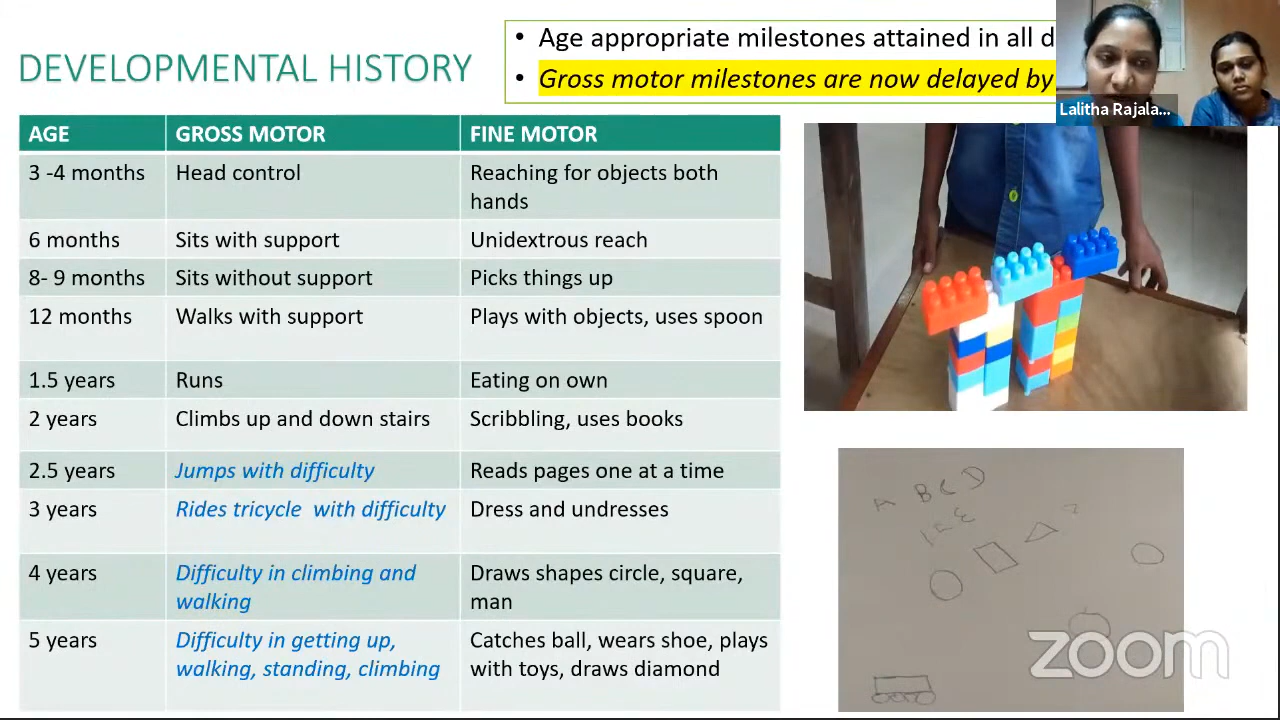 DEVELOPMENTAL HISTORY
• Age appropriate milestones attained in all d
• Gross motor milestones are now delayed by
Lalitha Rajala...
AGE GROSS MOTOR FINE MOTOR
3 -4 months Head control Reaching for objects both
hands
6 months Sits with support Unidextrous reach
8- 9 months Sits without support Picks things up
12 months Walks with support Plays with objects, uses spoon
1.5 years Runs Eating on own
2 years Climbs up and down stairs Scribbling, uses books
2.5 years Jumps with difficulty Reads pages one at a time
3 years Rides tricycle with difficulty Dress and undresses
4 years Difficulty in climbing and Draws shapes circle, square,
walking man
5 years Difficulty in getting up, Catches ball, wears shoe, plays
walking, standing, climbing with toys, draws diamond
A B C D
zoom